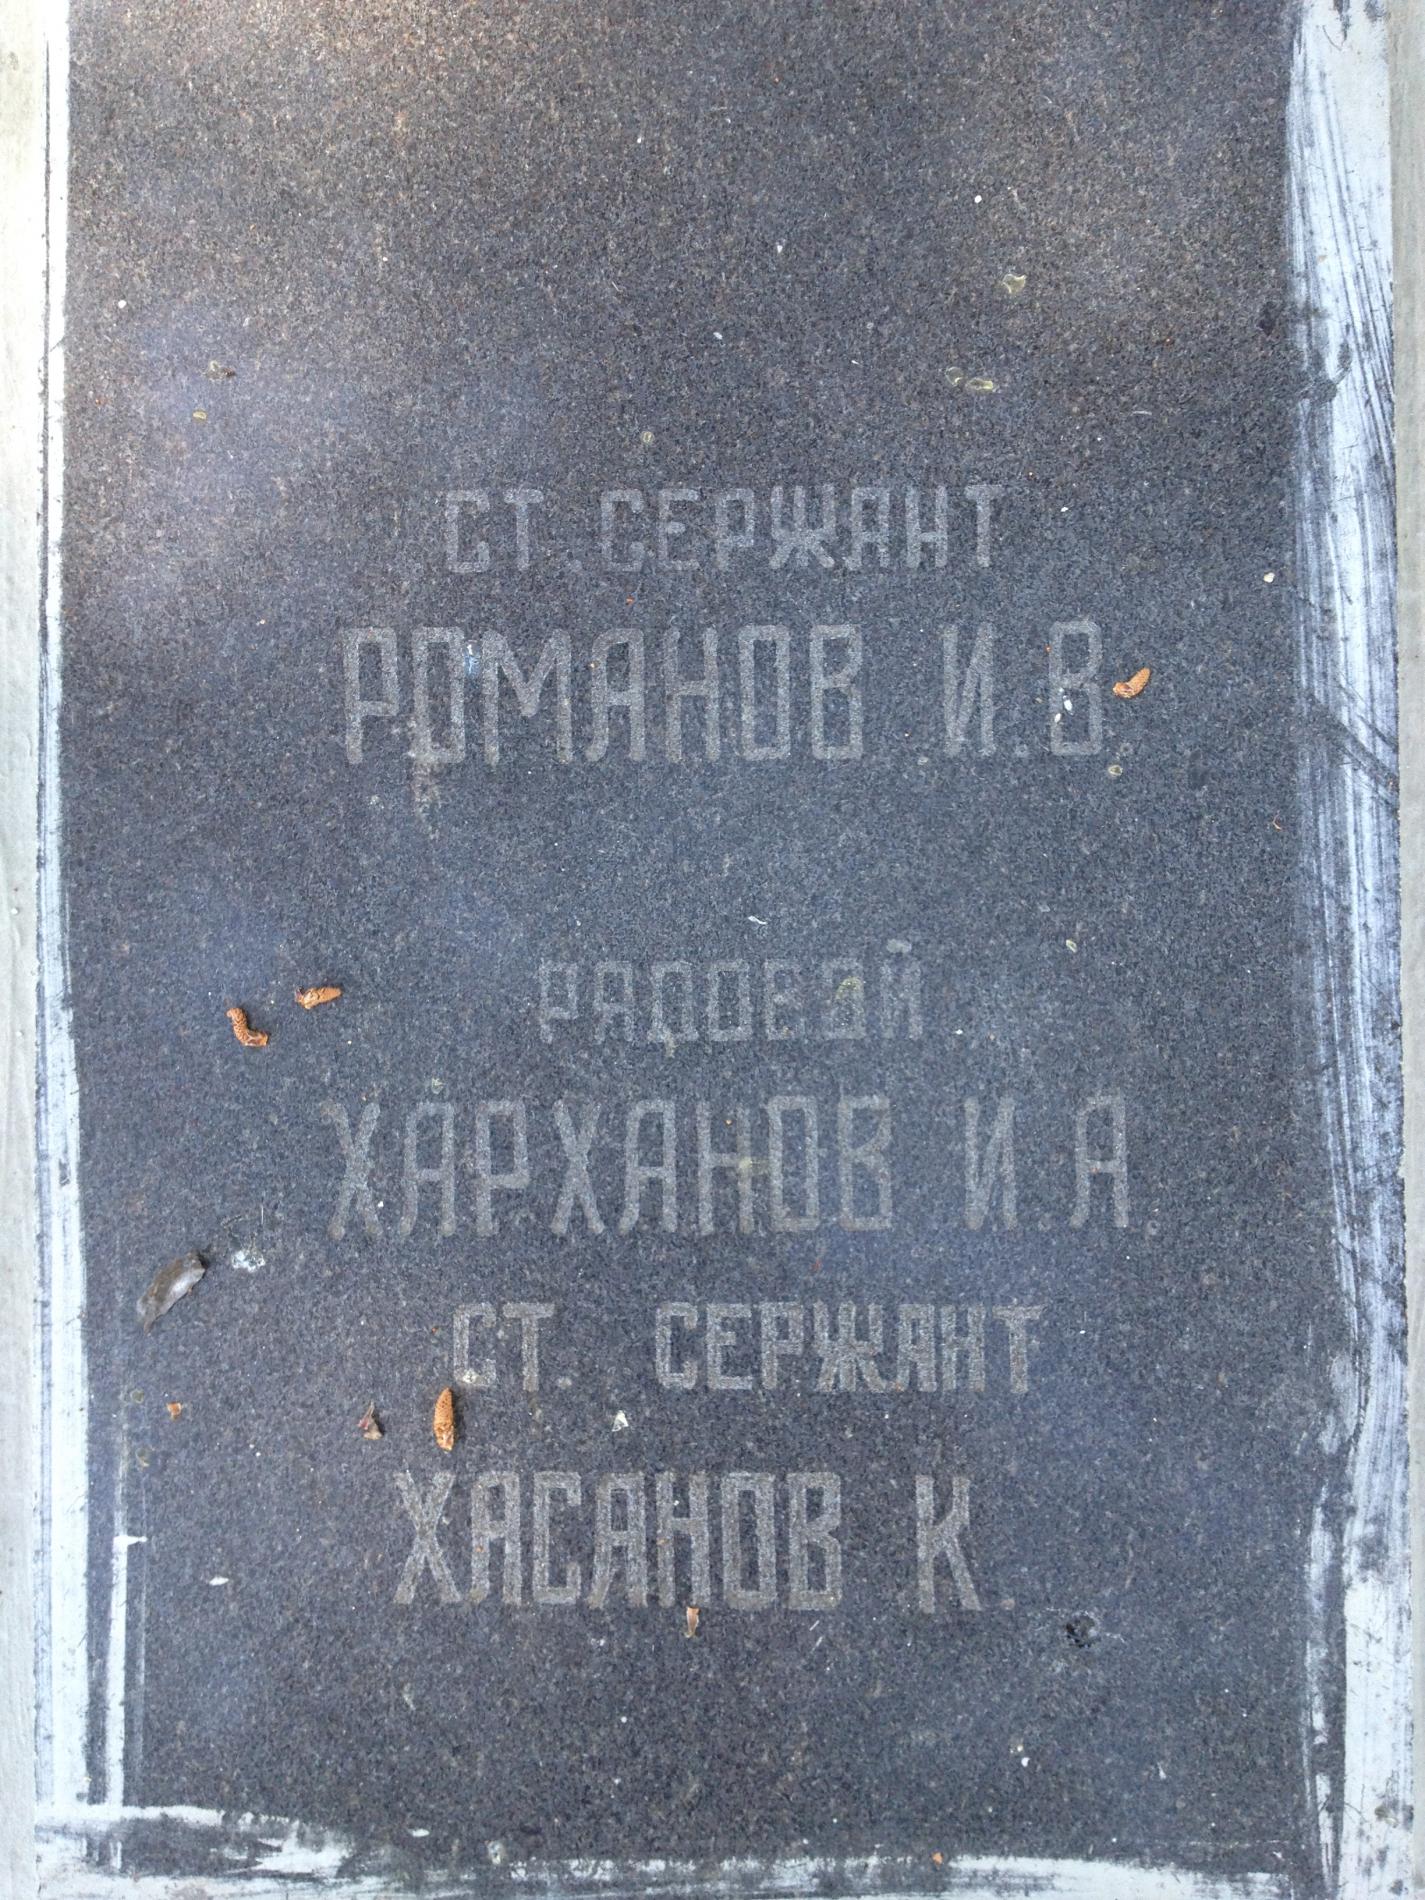 СТ. СЕРЖАНТ
РОМАНОВ И.В.
РЯДОВОЙ
ХАРХАНОВ И.А.
СТ. СЕРЖАНТ
ХАСАНОВ К.